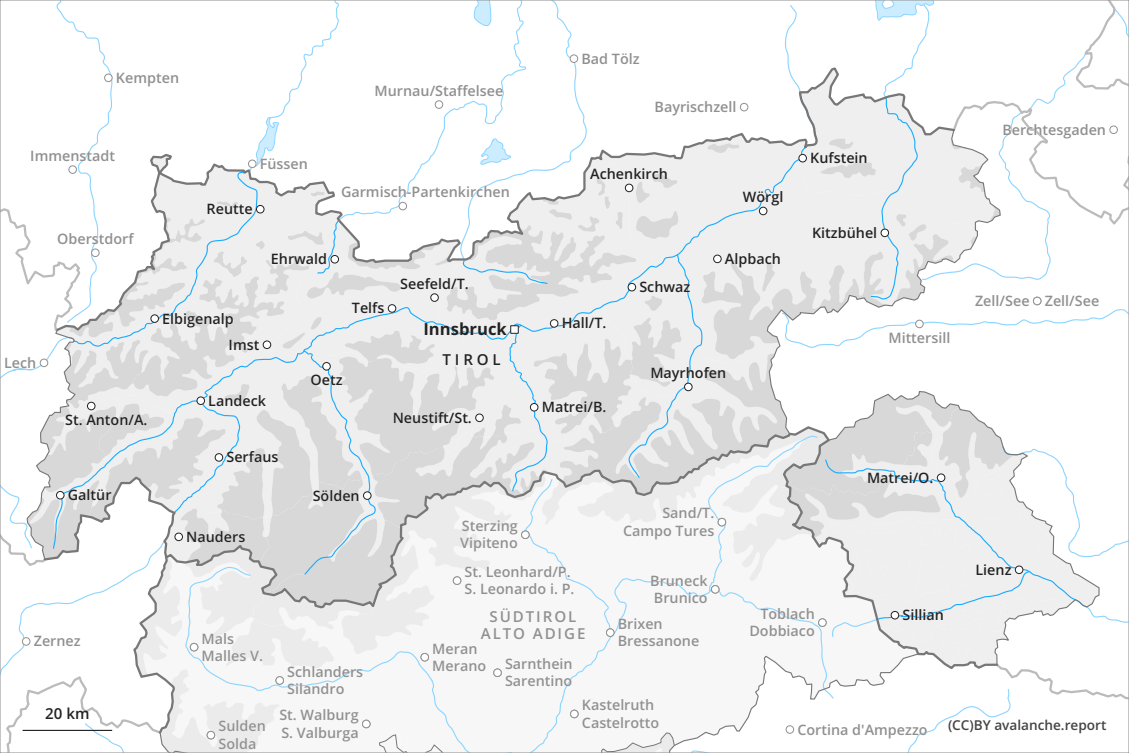 Kempten
Bad Tölz
Murnau/Staffelsee
Bayrischzell
Berchtesgaden
Immenstadt
Füssen
Kufstein
Achenkirch
Garmisch-Partenkirchen
Wörgl
Reutte
Kitzbühel
Oberstdorf
Ehrwald
Alpbach
Seefeld/T.
Schwaz
Zell/See
Zell/See
Telfs
Elbigenalp
Innsbruck
Hall/T.
Mittersill
Imst
TIROL
Lech
Oetz
Mayrhofen
Landeck
Matrei/B.
St. Anton/A.
Neustift/St.
Serfaus
Matrei/O.
Galtür
Sölden
Sand/T.
Campo Tures
Sterzing
Vipiteno
Nauders
St. Leonhard/P.
S. Leonardo i. P.
Lienz
Bruneck
Brunico
SÜDTIROL
ALTO ADIGE
Toblach
Dobbiaco
Sillian
Brixen
Bressanone
Zernez
Mals
Malles V.
Meran
Merano
Sarnthein
Sarentino
Schlanders
Silandro
Kastelruth
Castelrotto
St. Walburg
S. Valburga
Sulden
Solda
20 km
Cortina d'Ampezzo
(CC)BY avalanche.report